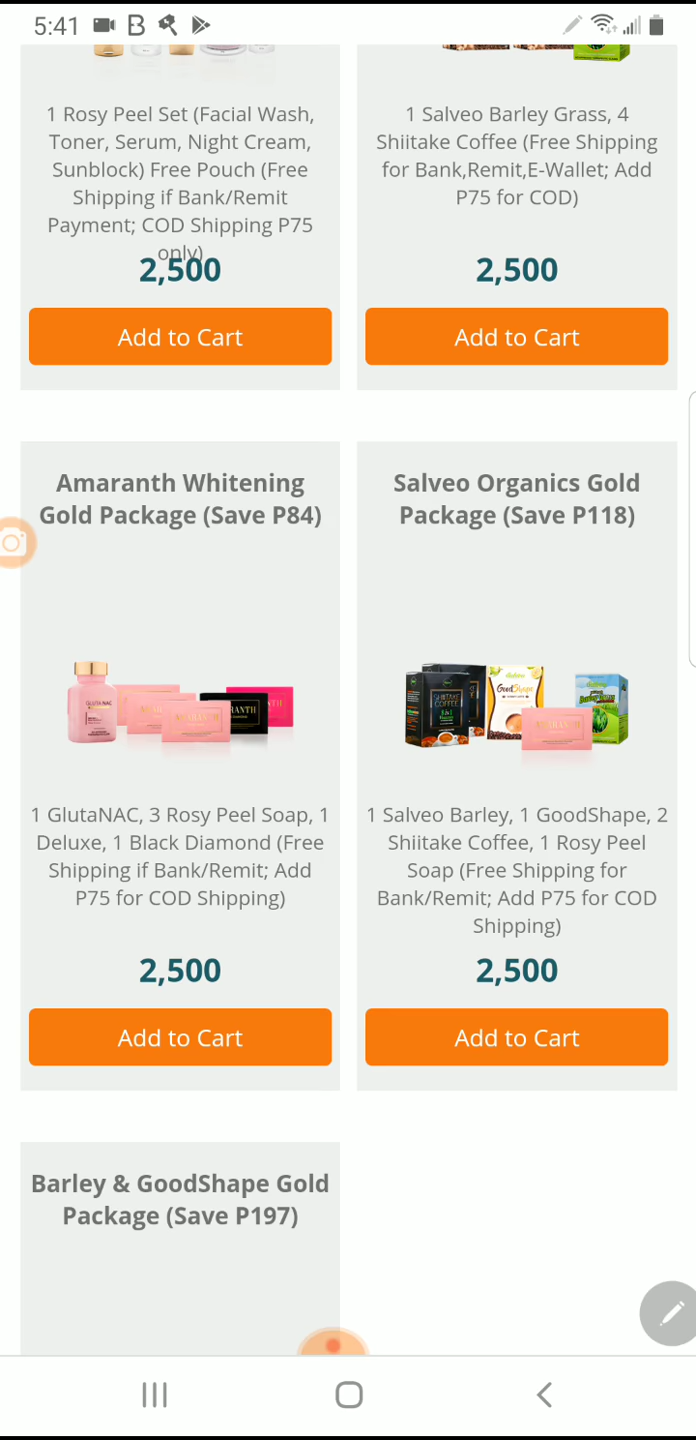 5:41
1 Rosy Peel Set (Facial Wash,
Toner, Serum, Night Cream,
Sunblock) Free Pouch (Free
Shipping if Bank/Remit
Payment; COD Shipping P75
only)
2,500
Add to Cart
1 Salveo Barley Grass, 4
Shiitake Coffee (Free Shipping
for Bank,Remit,E-Wallet; Add
P75 for COD)
2,500
Add to Cart
Amaranth Whitening
Gold Package (Save P84)
GLUTANAC
1 GlutaNAC, 3 Rosy Peel Soap, 1
Deluxe, 1 Black Diamond (Free
Shipping if Bank/Remit; Add
P75 for COD Shipping)
2,500
Add to Cart
Salveo Organics Gold
Package (Save P118)
SHIITAKE
COFFEE
GoodShape
1 Salveo Barley, 1 GoodShape, 2
Shiitake Coffee, 1 Rosy Peel
Soap (Free Shipping for
Bank/Remit; Add P75 for COD
Shipping)
2,500
Add to Cart
Barley & GoodShape Gold
Package (Save P197)